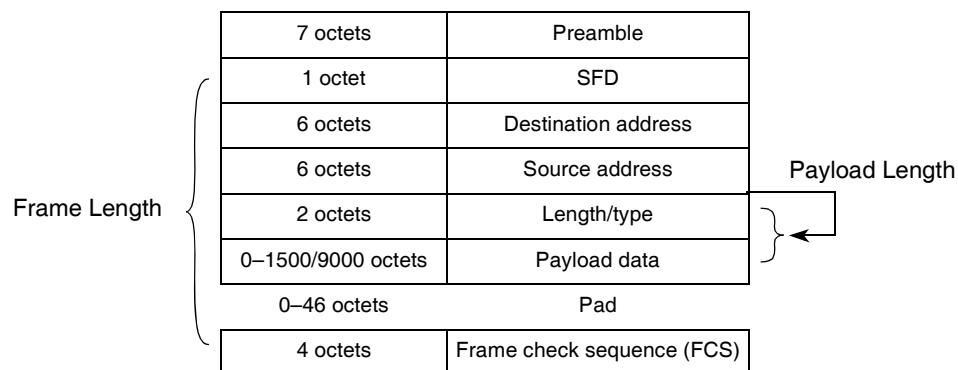 7 octets Preamble
1 octet SFD
6 octets Destination address
6 octets Source address
Payload Length
Frame Length
2 octets Length/type
0–1500/9000 octets Payload data
0–46 octets Pad
4 octets Frame check sequence (FCS)